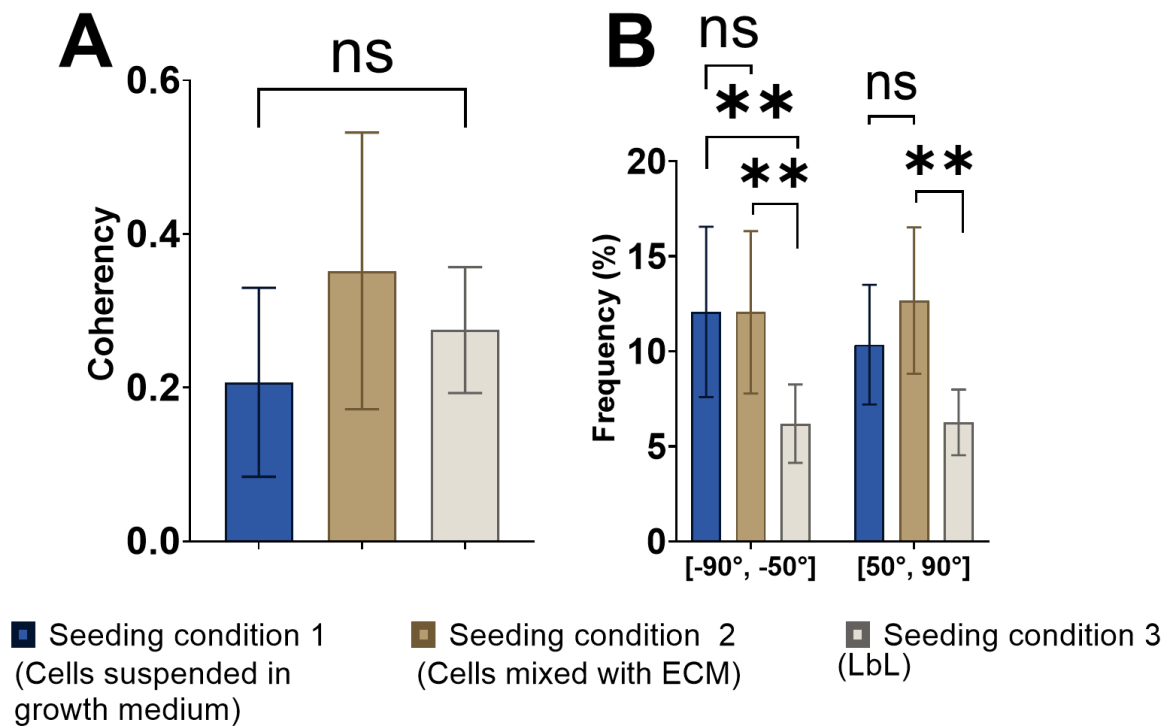 A
ns
0.6
0.4
0.2
0.0
Coherency
B
ns
**
**
ns
**
20
15
10
5
0
Frequency (%)
[-90°, -50°]
[50°, 90°]
Seeding condition 1
(Cells suspended in
growth medium)
Seeding condition 2
(Cells mixed with ECM)
Seeding condition 3
(LbL)